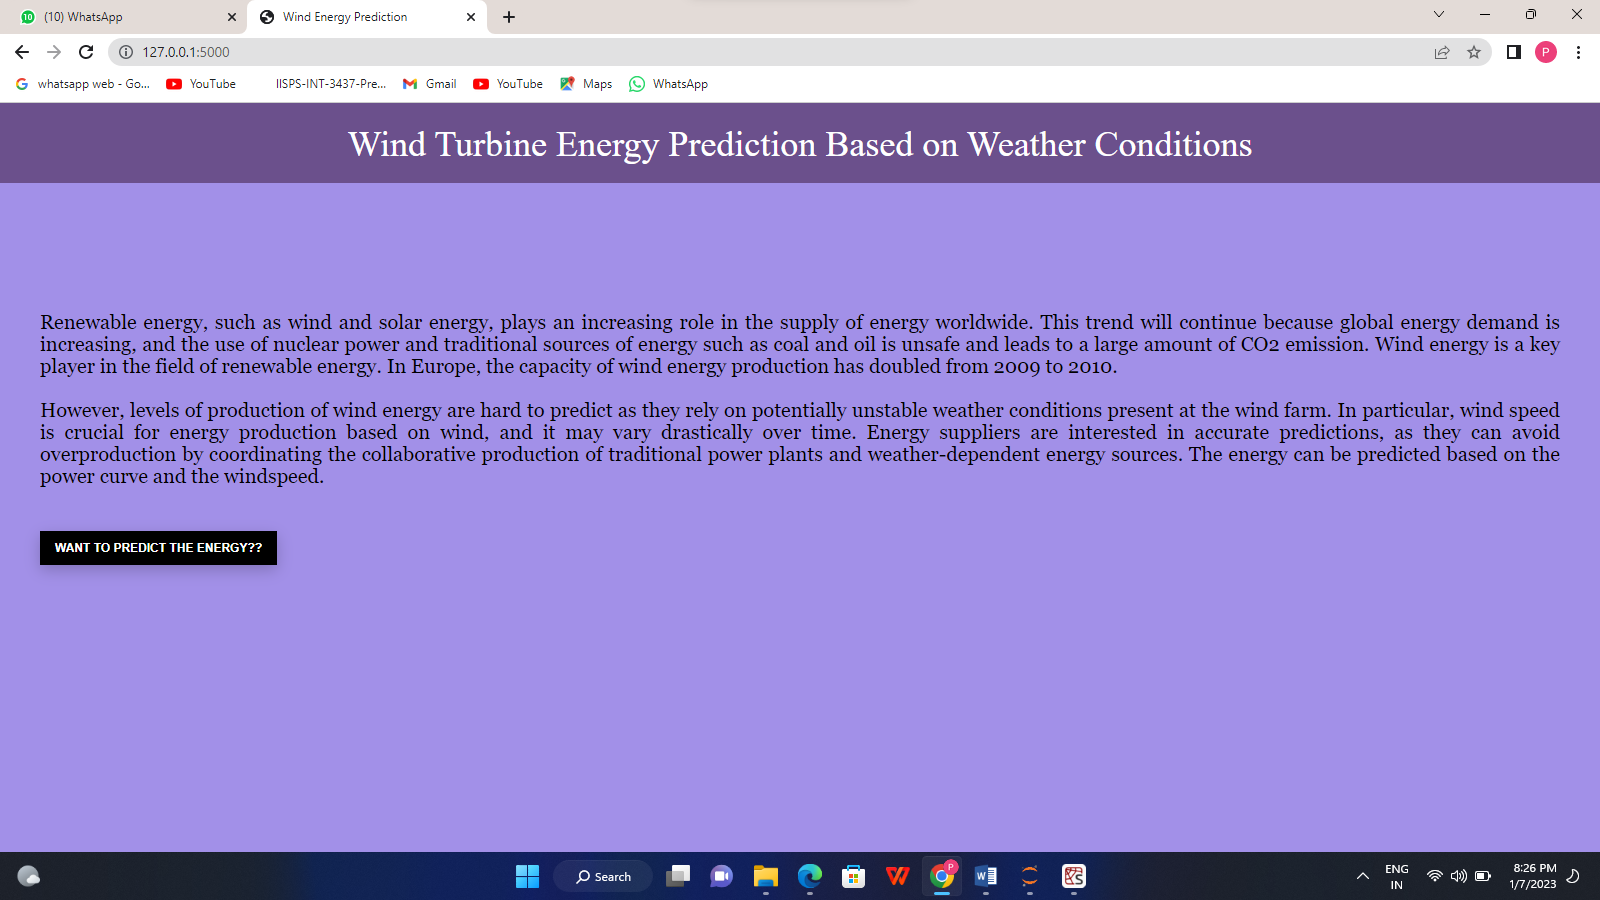 10
(10) WhatsApp
Wind Energy Prediction
127.0.0.1:5000
P
whatsapp web - Go...
YouTube
IISPS-INT-3437-Pre...
Gmail
YouTube
Maps
WhatsApp
Wind Turbine Energy Prediction Based on Weather Conditions
Renewable energy, such as wind and solar energy, plays an increasing role in the supply of energy worldwide. This trend will continue because global energy demand is
increasing, and the use of nuclear power and traditional sources of energy such as coal and oil is unsafe and leads to a large amount of CO2 emission. Wind energy is a key
player in the field of renewable energy. In Europe, the capacity of wind energy production has doubled from 2009 to 2010.
However, levels of production of wind energy are hard to predict as they rely on potentially unstable weather conditions present at the wind farm. In particular, wind speed
is crucial for energy production based on wind, and it may vary drastically over time. Energy suppliers are interested in accurate predictions, as they can avoid
overproduction by coordinating the collaborative production of traditional power plants and weather-dependent energy sources. The energy can be predicted based on the
power curve and the windspeed.
WANT TO PREDICT THE ENERGY??
Search
P
W
ENG
IN
8:26 PM
1/7/2023